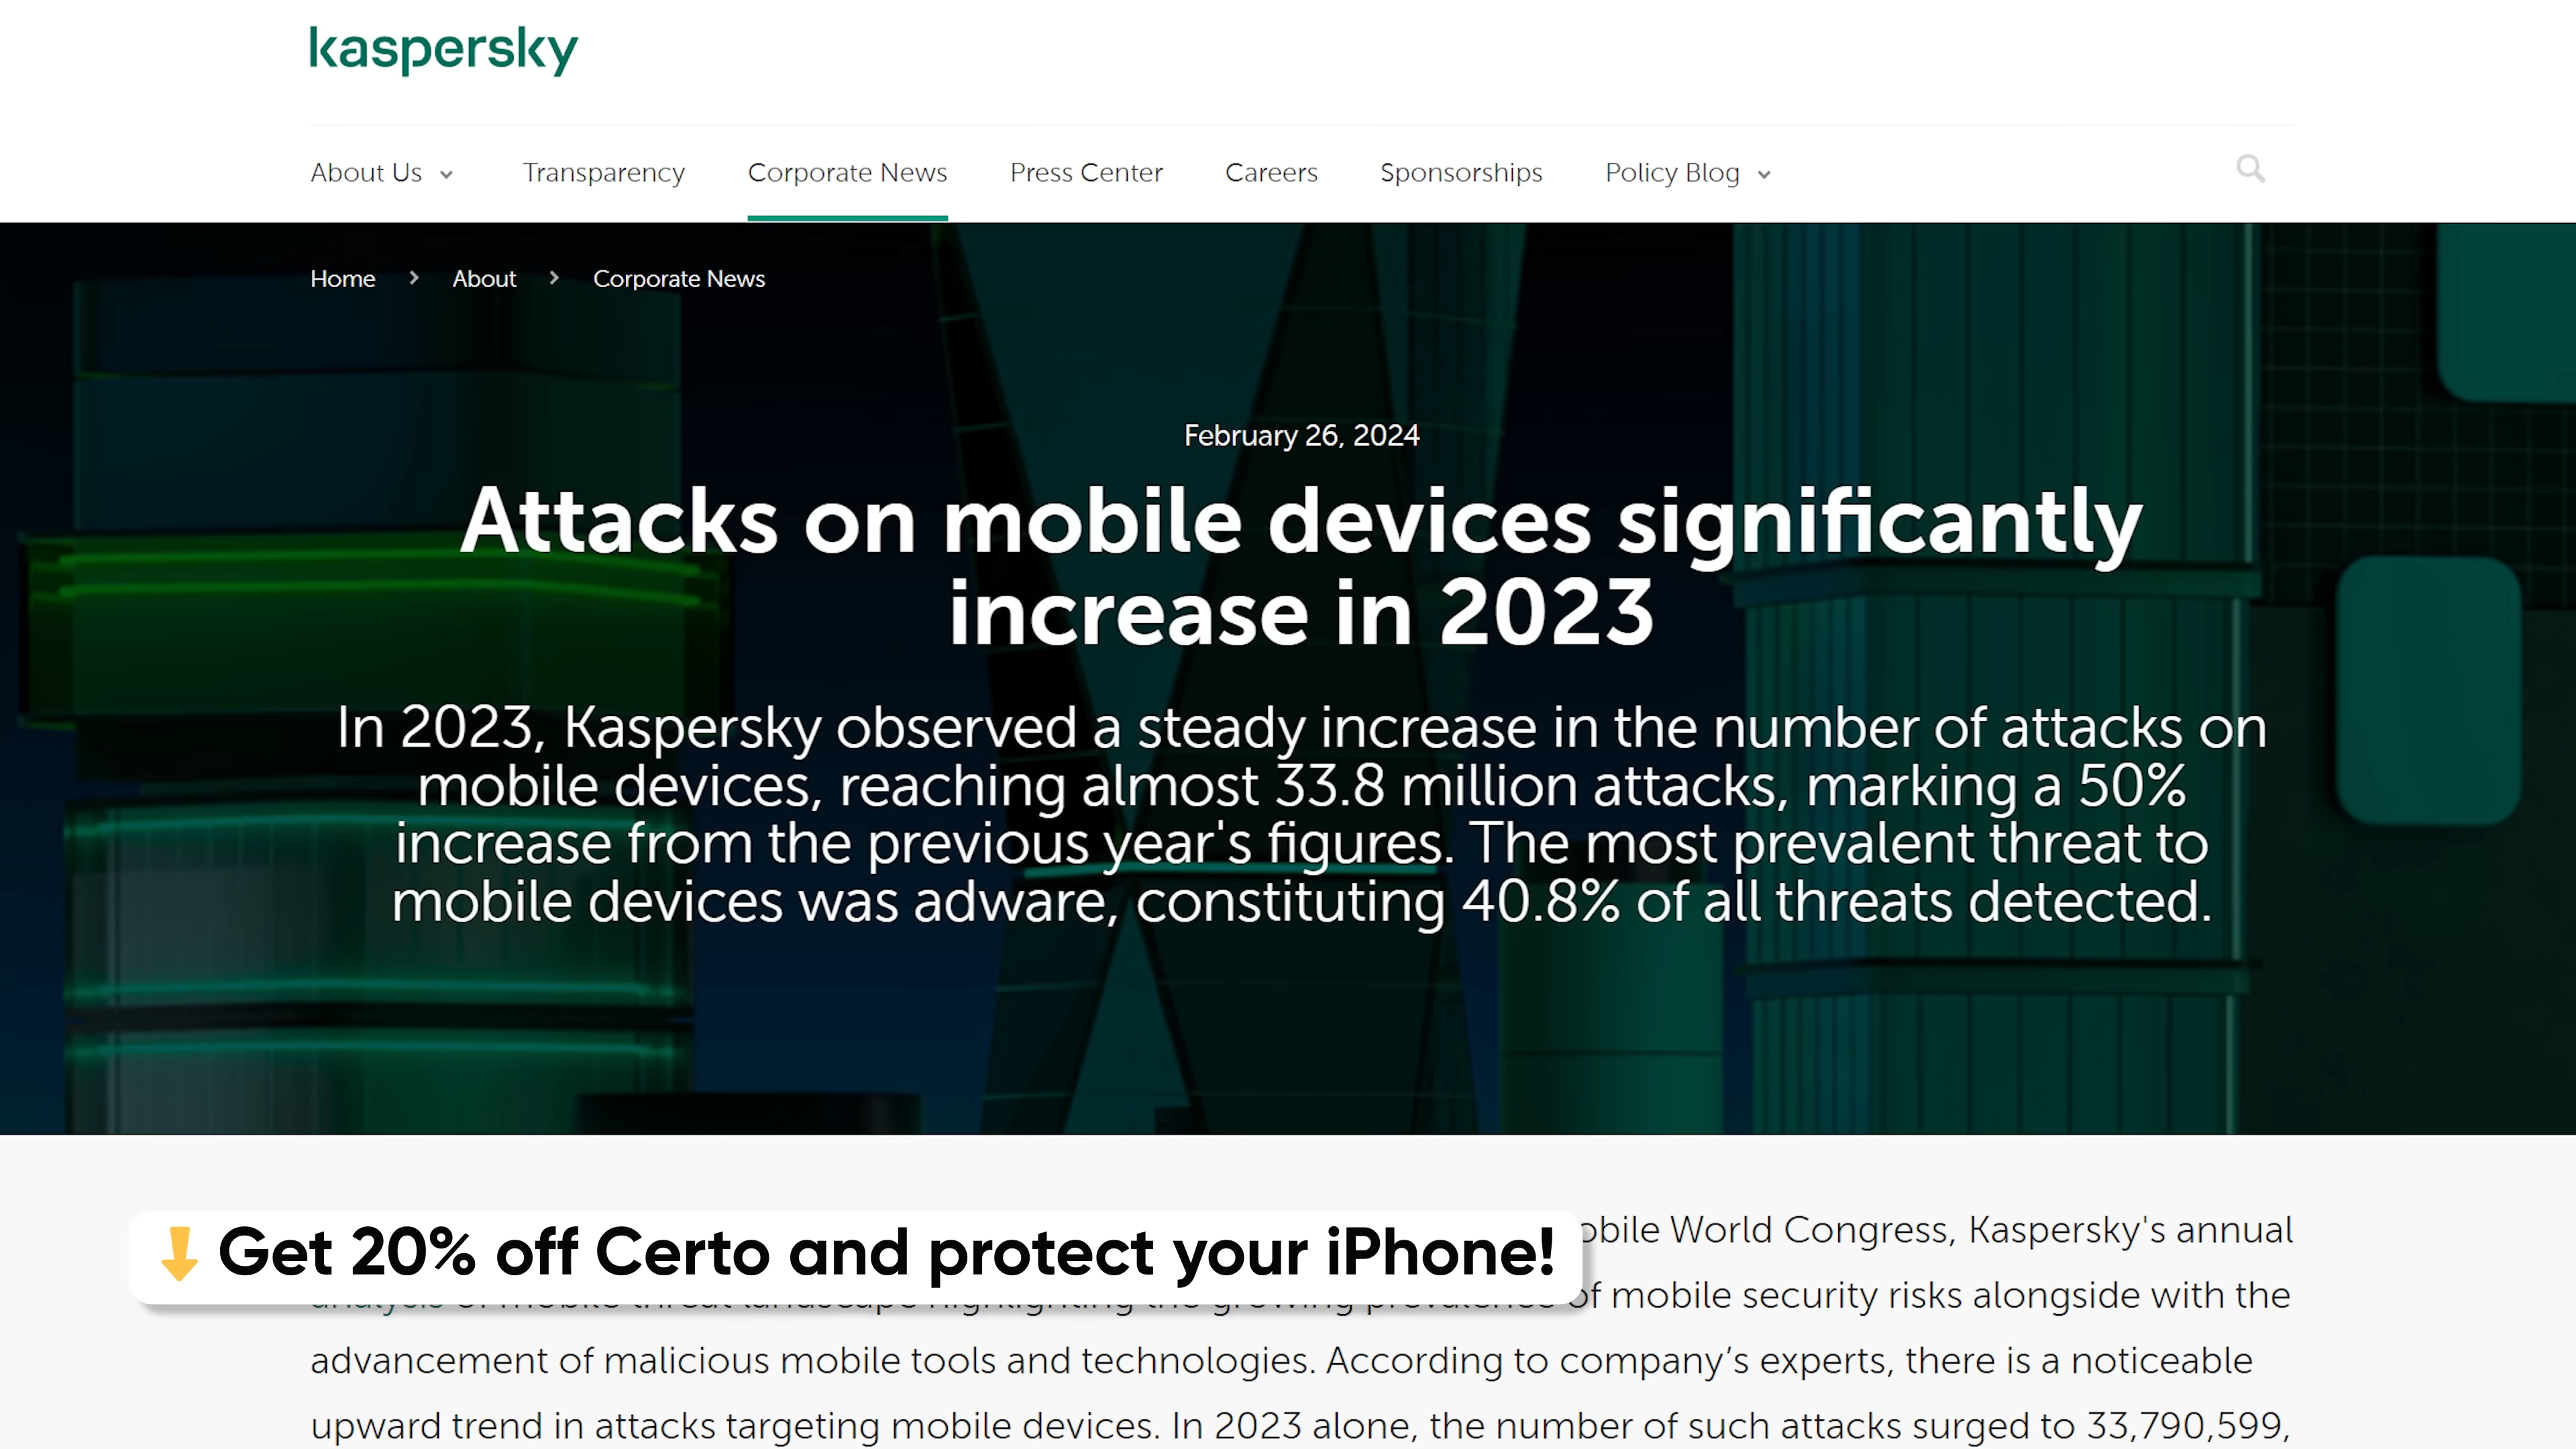 kaspersky
About Us Transparency Corporate News Press Center Careers Sponsorships Policy Blog
Home > About > Corporate News
February 26, 2024
Attacks on mobile devices significantly
increase in 2023
In 2023, Kaspersky observed a steady increase in the number of attacks on
mobile devices, reaching almost 33.8 million attacks, marking a 50%
increase from the previous year's figures. The most prevalent threat to
mobile devices was adware, constituting 40.8% of all threats detected.
Get 20% off Certo and protect your iPhone!
World Congress, Kaspersky's annual
of mobile security risks alongside with the
advancement of malicious mobile tools and technologies. According to company’s experts, there is a noticeable
upward trend in attacks targeting mobile devices. In 2023 alone, the number of such attacks surged to 33,790,599,